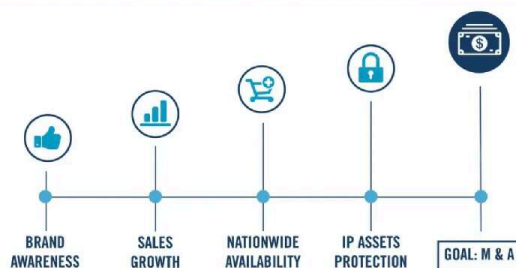 BRAND
AWARENESS
SALES
GROWTH
NATIONWIDE
AVAILABILITY
IP ASSETS
PROTECTION
GOAL: M & A
$